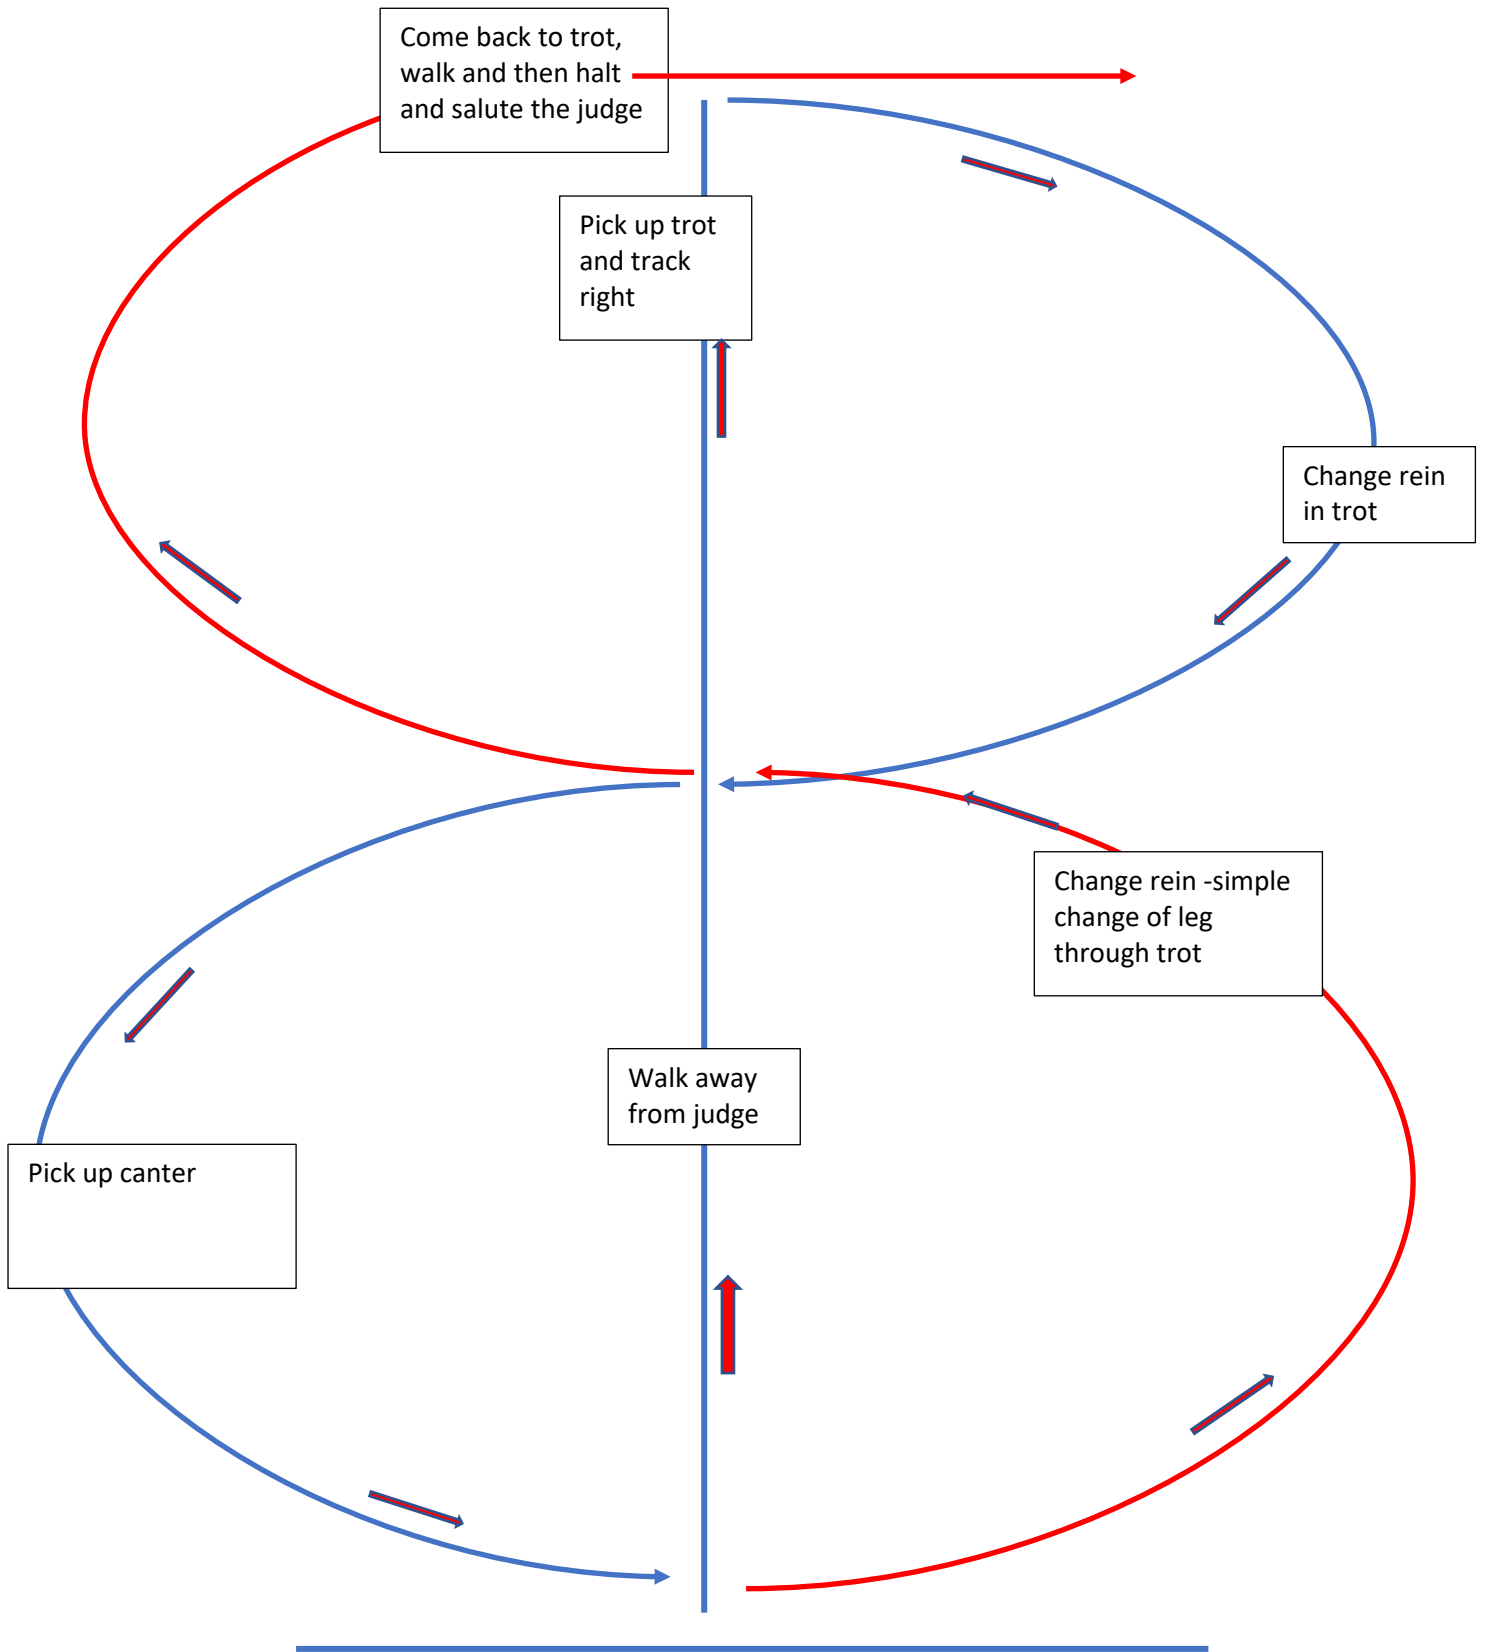 Come back to trot,
walk and then halt
and salute the judge
Pick up trot
and track
right
Change rein
in trot
Change rein -simple
change of leg
through trot
Walk away
from judge
Pick up canter